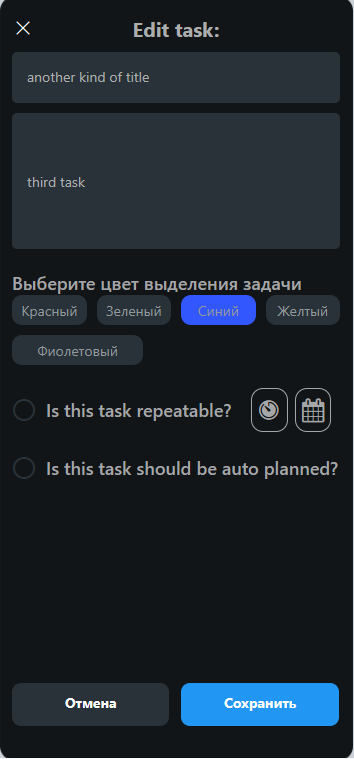 Edit task:
another kind of title
third task
Выберите цвет выделения задачи
Красный Зеленый Синий Желтый
Фиолетовый
Is this task repeatable?
Is this task should be auto planned?
Отмена Сохранить